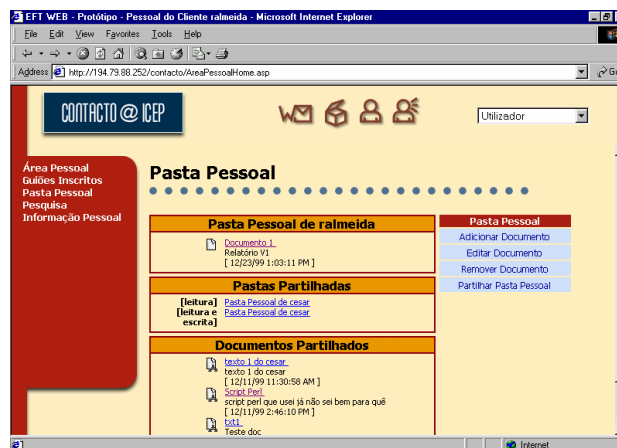 EFT WEB - Protótipo - Pessoal do Cliente ralmeida - Microsoft Internet Explorer
File Edit View Favorites Tools Help
Address http://194.79.88.252/contacto/AreaPessoalHome.asp
CONTACTO @ ICEP
Utilizador
Área Pessoal
Guiões Inscritos
Pasta Pessoal
Pesquisa
Informação Pessoal
Pasta Pessoal
Pasta Pessoal de ralmeida
Documento 1
Relatório V1
[ 12/23/99 1:03:11 PM ]
Pastas Partilhadas
[leitura] Pasta Pessoal de cesar
[leitura e escrita] Pasta Pessoal de cesar
Documentos Partilhados
texto 1 do cesar
texto 1 do cesar
[ 12/11/99 11:30:58 AM ]
Script Perl
script perl que usei já não sei bem para quê
[ 12/11/99 2:46:10 PM ]
txt1
Teste doc
Pasta Pessoal
Adicionar Documento
Editar Documento
Remover Documento
Partilhar Pasta Pessoal
Internet